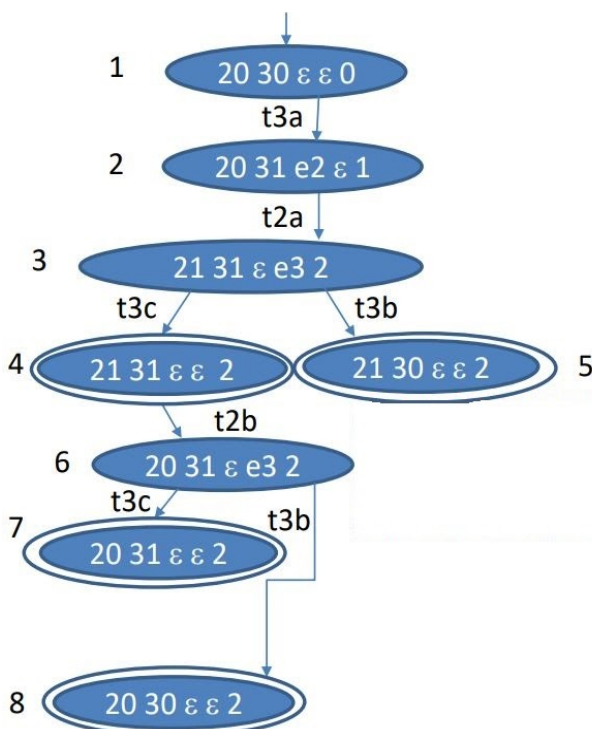 1 20 30 ε ε 0
t3a
2 20 31 e2 ε 1
t2a
3 21 31 ε e3 2
t3c t3b
4 21 31 ε ε 2 21 30 ε ε 2 5
t2b
6 20 31 ε e3 2
t3c t3b
7 20 31 ε ε 2
8 20 30 ε ε 2